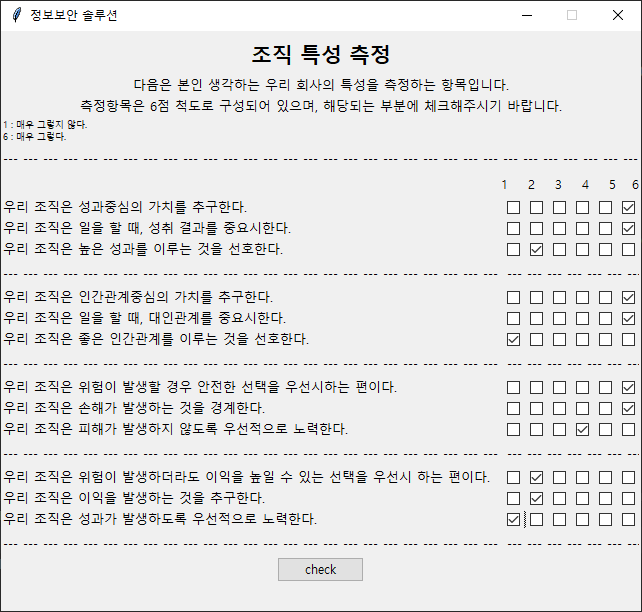 정보보안 솔루션
조직 특성 측정
다음은 본인 생각하는 우리 회사의 특성을 측정하는 항목입니다.
측정항목은 6점 척도로 구성되어 있으며, 해당되는 부분에 체크해주시기 바랍니다.
1 : 매우 그렇지 않다.
6 : 매우 그렇다.
1 2 3 4 5 6
우리 조직은 성과중심의 가치를 추구한다.
우리 조직은 일을 할 때, 성취 결과를 중요시한다.
우리 조직은 높은 성과를 이루는 것을 선호한다.
우리 조직은 인간관계중심의 가치를 추구한다.
우리 조직은 일을 할 때, 대인관계를 중요시한다.
우리 조직은 좋은 인간관계를 이루는 것을 선호한다.
우리 조직은 위험이 발생할 경우 안전한 선택을 우선시하는 편이다.
우리 조직은 손해가 발생하는 것을 경계한다.
우리 조직은 피해가 발생하지 않도록 우선적으로 노력한다.
우리 조직은 위험이 발생하더라도 이익을 높일 수 있는 선택을 우선시 하는 편이다.
우리 조직은 이익을 발생하는 것을 추구한다.
우리 조직은 성과가 발생하도록 우선적으로 노력한다.
check